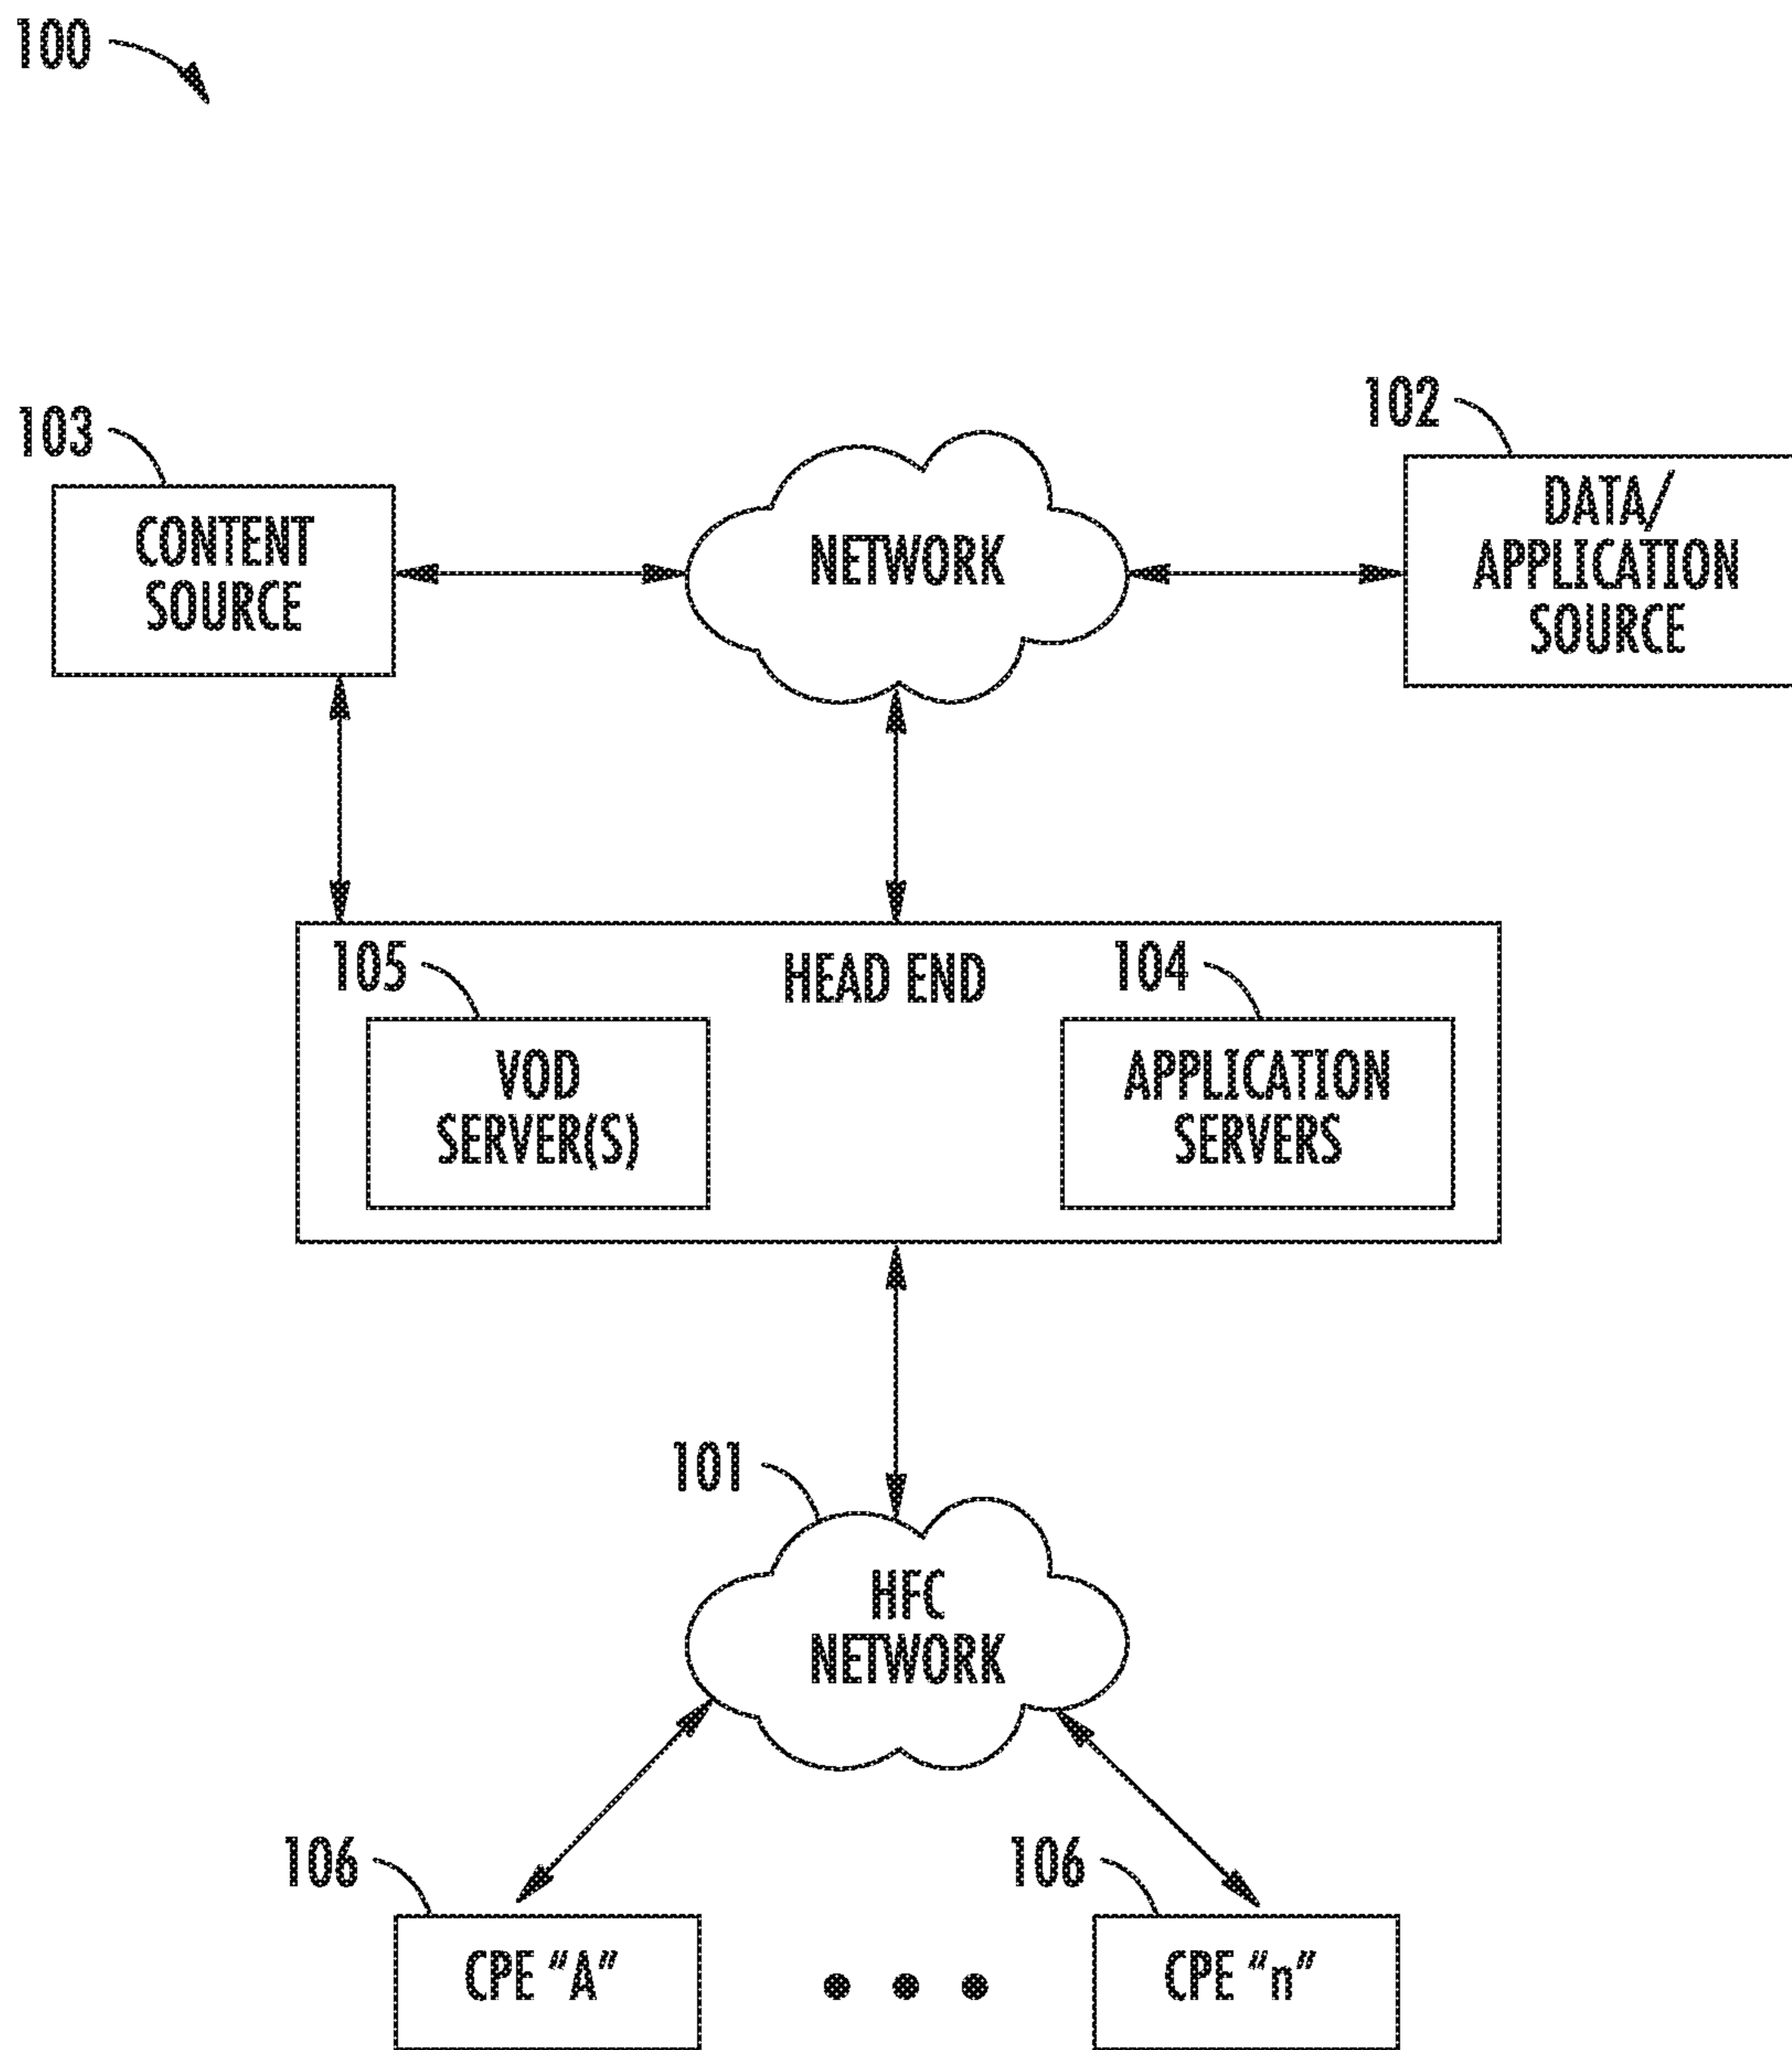 100
103
CONTENT
SOURCE
NETWORK
102
DATA/
APPLICATION
SOURCE
HEAD END
105
VOD
SERVER(S)
104
APPLICATION
SERVERS
101
HFC
NETWORK
106
CPE "A"
106
CPE "n"